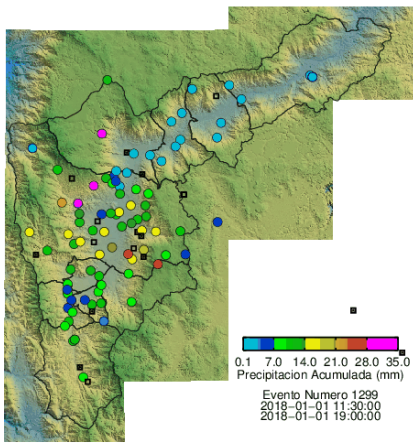 0.1 7.0 14.0 21.0 28.0 35.0
Precipitacion Acumulada (mm)
Evento Numero 1299
2018-01-01 11:30:00
2018-01-01 19:00:00